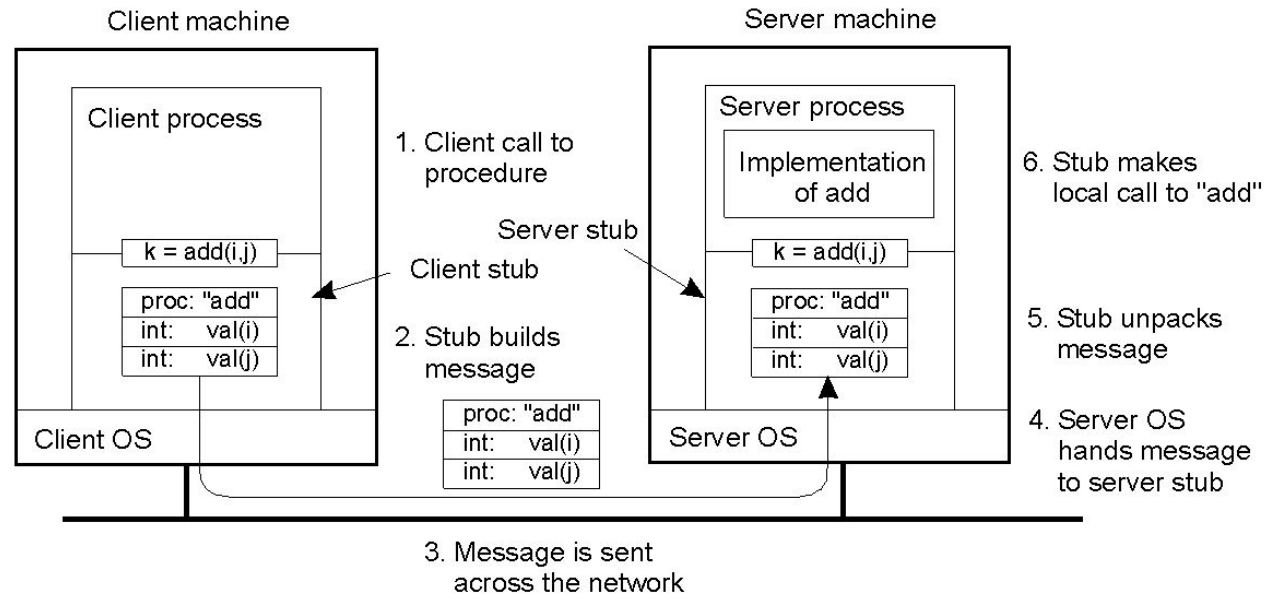 Client machine
Server machine
Client process
1. Client call to
procedure
Server process
Implementation
of add
6. Stub makes
local call to "add"
Server stub
k = add(i,j)
Client stub
k = add(i,j)
proc: "add"
int: val(i)
int: val(j)
2. Stub builds
message
proc: "add"
int: val(i)
int: val(j)
5. Stub unpacks
message
proc: "add"
int: val(i)
int: val(j)
Client OS
Server OS
4. Server OS
hands message
to server stub
3. Message is sent
across the network